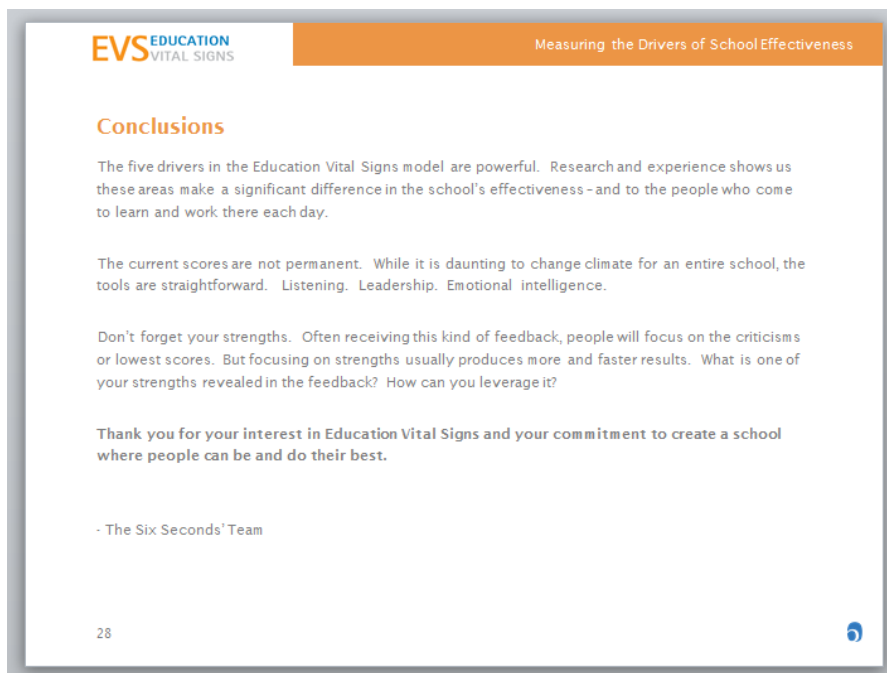 EVS EDUCATION
VITAL SIGNS
Measuring the Drivers of School Effectiveness
Conclusions
The five drivers in the Education Vital Signs model are powerful. Research and experience shows us
these areas make a significant difference in the school's effectiveness – and to the people who come
to learn and work there each day.
The current scores are not permanent. While it is daunting to change climate for an entire school, the
tools are straightforward. Listening. Leadership. Emotional intelligence.
Don't forget your strengths. Often receiving this kind of feedback, people will focus on the criticisms
or lowest scores. But focusing on strengths usually produces more and faster results. What is one of
your strengths revealed in the feedback? How can you leverage it?
Thank you for your interest in Education Vital Signs and your commitment to create a school
where people can be and do their best.
- The Six Seconds' Team
28